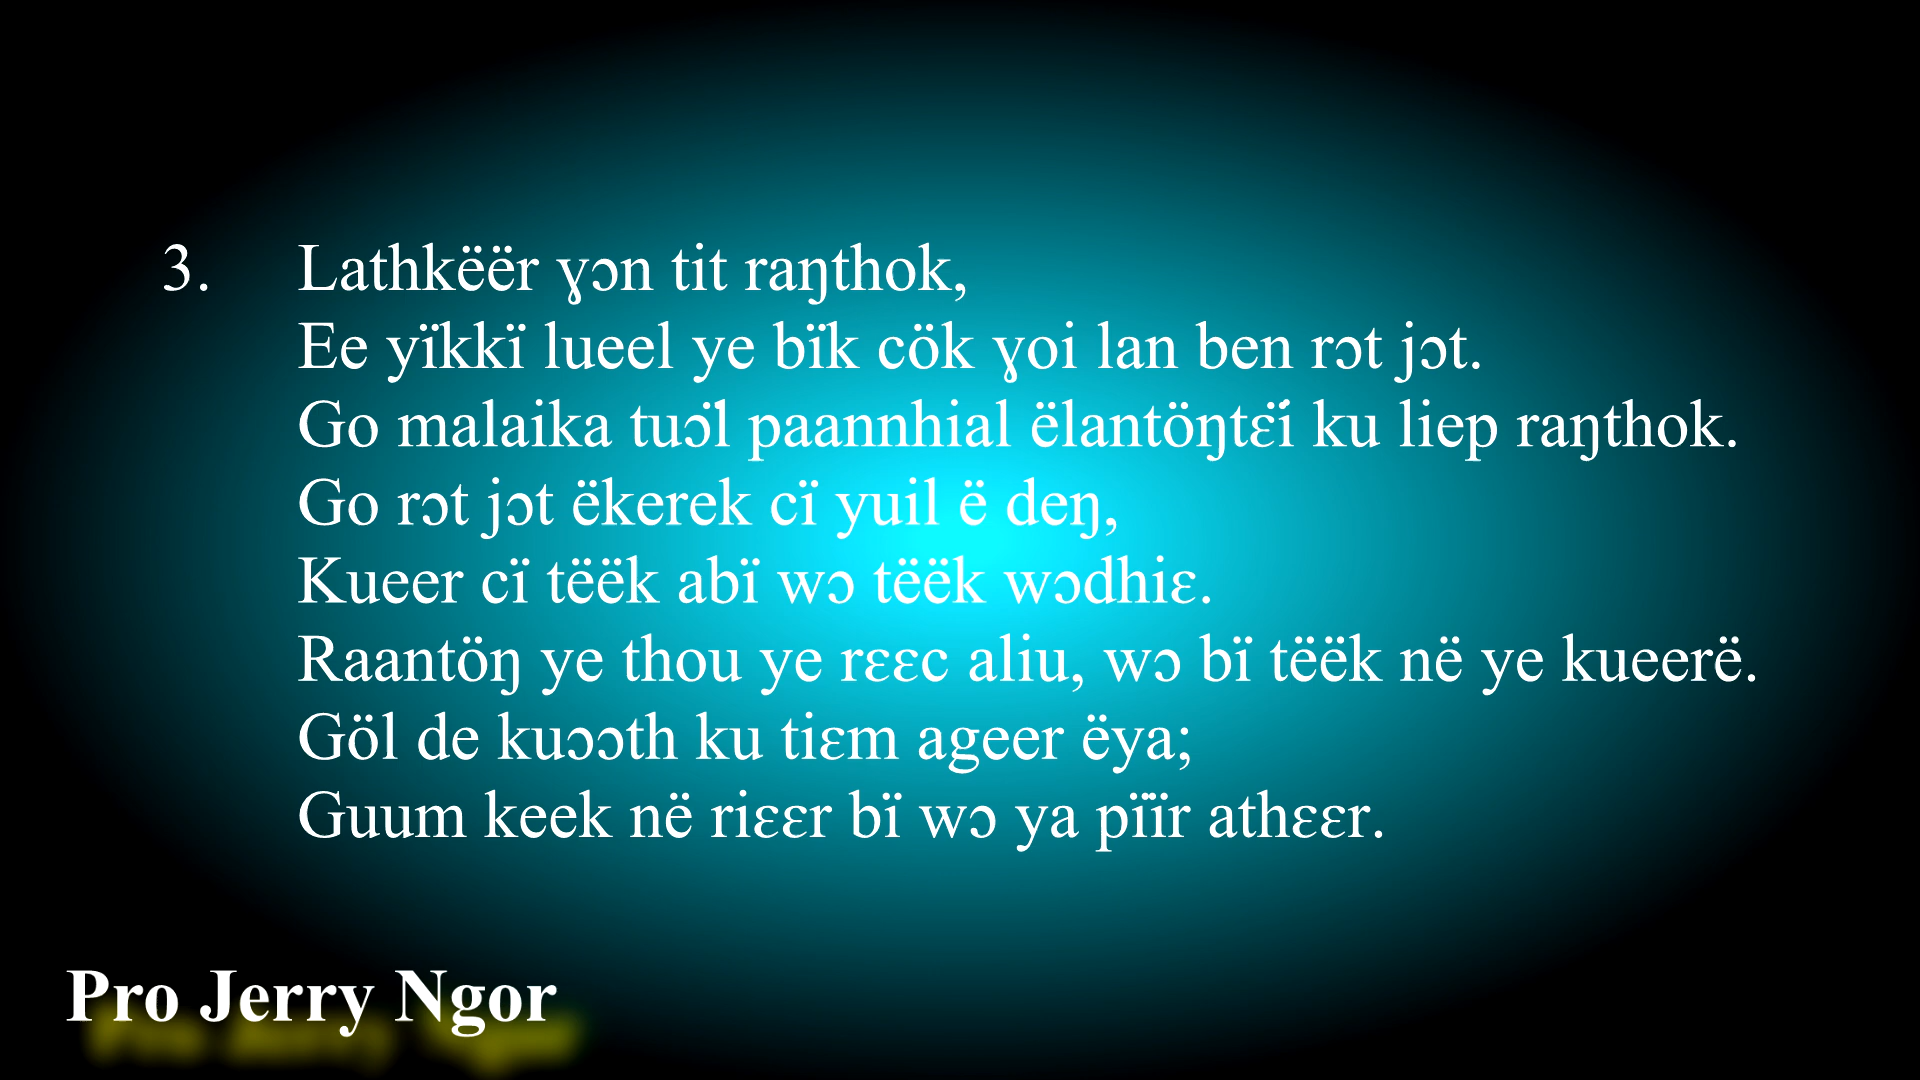 3. Lathkëër ɣɔn tit raŋthok,
Ee yïkkï lueel ye bïk cök ɣoi lan ben rɔt jɔt.
Go malaika tuɔ̈l paannhial ëlantöŋtɛ̈í ku liep raŋthok.
Go rɔt jɔt ëkerek cï yuil ë deŋ,
Kueer cï tëëk abï wɔ tëëk wɔdhiɛ.
Raantöŋ ye thou ye rɛɛc aliu, wɔ bï tëëk në ye kueerë.
Göl de kuɔɔth ku tiɛm ageer ëya;
Guum keek në riɛɛr bï wɔ ya pïïr athɛɛr.
Pro Jerry Ngor